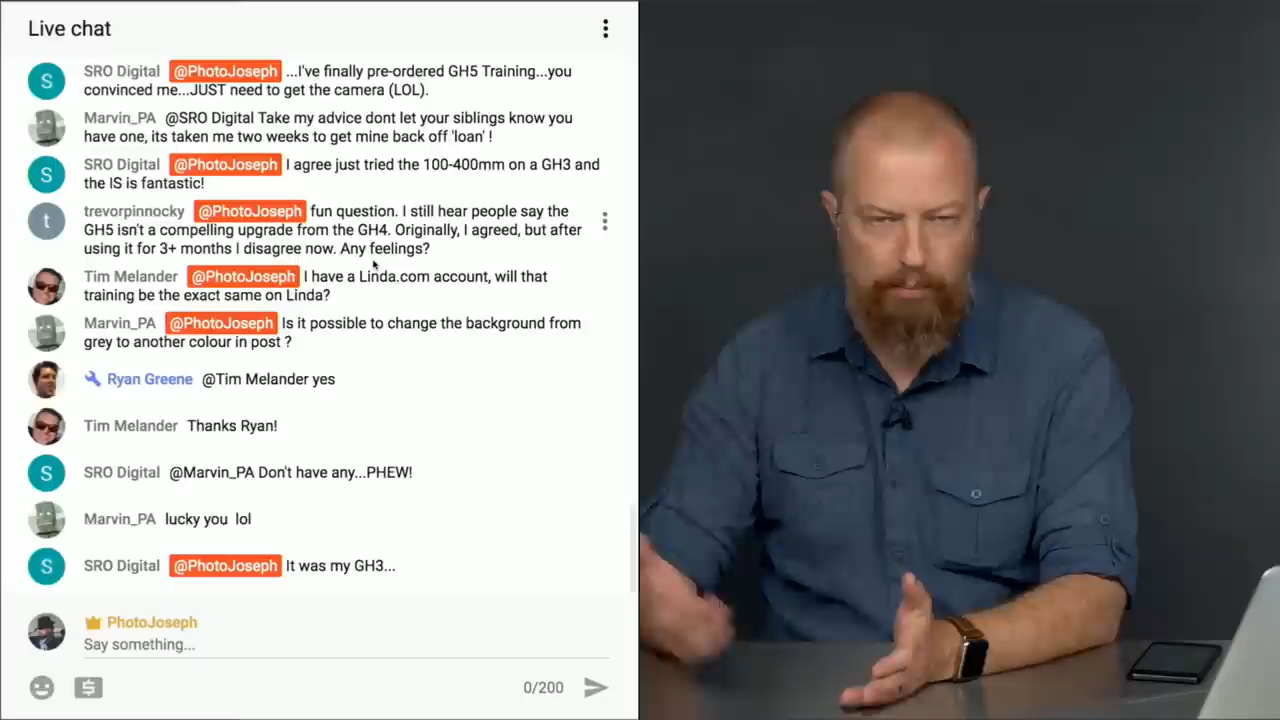 Live chat
SRO Digital @PhotoJoseph ...I've finally pre-ordered GH5 Training...you
convinced me...JUST need to get the camera (LOL).
Marvin_PA @SRO Digital Take my advice dont let your siblings know you
have one, its taken me two weeks to get mine back off 'loan' !
SRO Digital @PhotoJoseph I agree just tried the 100-400mm on a GH3 and
the IS is fantastic!
trevorpinnocky @PhotoJoseph fun question. I still hear people say the
GH5 isn't a compelling upgrade from the GH4. Originally, I agreed, but after
using it for 3+ months I disagree now. Any feelings?
Tim Melander @PhotoJoseph I have a Linda.com account, will that
training be the exact same on Linda?
Marvin_PA @PhotoJoseph Is it possible to change the background from
grey to another colour in post ?
Ryan Greene @Tim Melander yes
Tim Melander Thanks Ryan!
SRO Digital @Marvin_PA Don't have any...PHEW!
Marvin_PA lucky you lol
SRO Digital @PhotoJoseph It was my GH3...
PhotoJoseph
Say something...
0/200
S
S
t
S
S